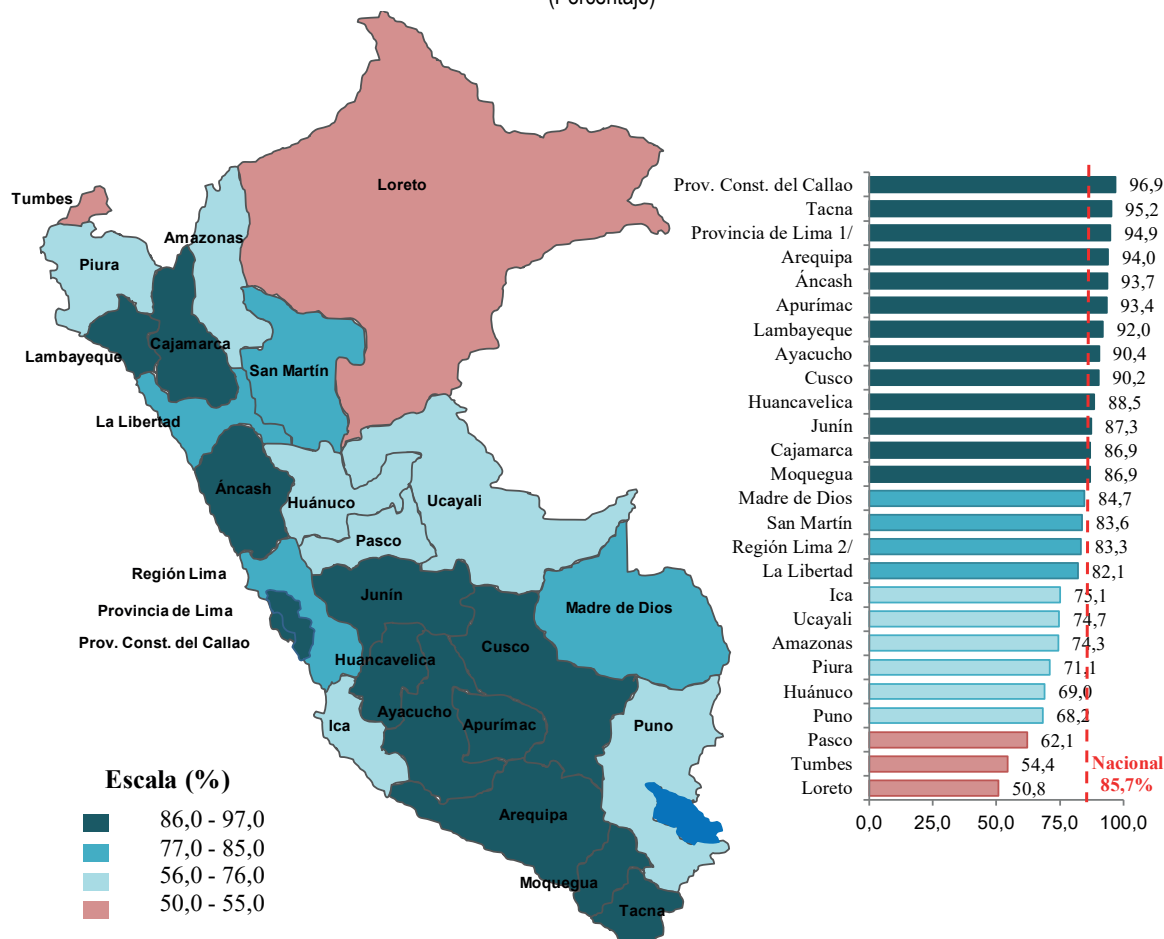 (Porcentaje)
Loreto
Tumbes
Amazonas
Piura
Lambayeque
Cajamarca
San Martín
La Libertad
Áncash
Huánuco
Ucayali
Pasco
Región Lima
Junín
Provincia de Lima
Madre de Dios
Prov. Const. del Callao
Cusco
Huancavelica
Ayacucho
Ica
Apurímac
Puno
Arequipa
Moquegua
Tacna
Escala (%)
86,0 - 97,0
77,0 - 85,0
56,0 - 76,0
50,0 - 55,0
Prov. Const. del Callao 96,9
Tacna 95,2
Provincia de Lima 1/ 94,9
Arequipa 94,0
Áncash 93,7
Apurímac 93,4
Lambayeque 92,0
Ayacucho 90,4
Cusco 90,2
Huancavelica 88,5
Junín 87,3
Cajamarca 86,9
Moquegua 86,9
Madre de Dios 84,7
San Martín 83,6
Región Lima 2/ 83,3
La Libertad 82,1
Ica 75,1
Ucayali 74,7
Amazonas 74,3
Piura 71,1
Huánuco 69,0
Puno 68,2
Pasco 62,1
Tumbes 54,4
Loreto 50,8
Nacional
85,7%
0,0 25,0 50,0 75,0 100,0